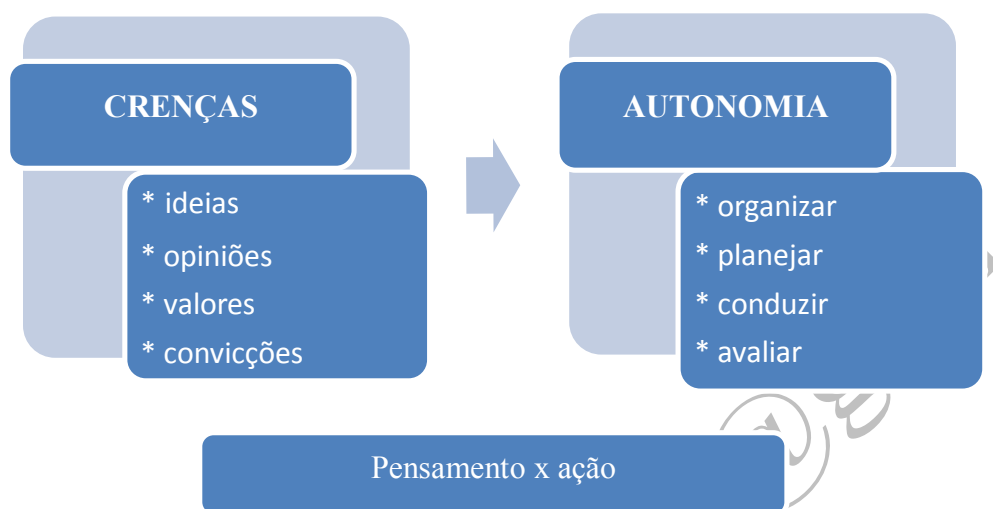 CRENÇAS
* ideias
* opiniões
* valores
* convicções
AUTONOMIA
* organizar
* planejar
* conduzir
* avaliar
Pensamento x ação